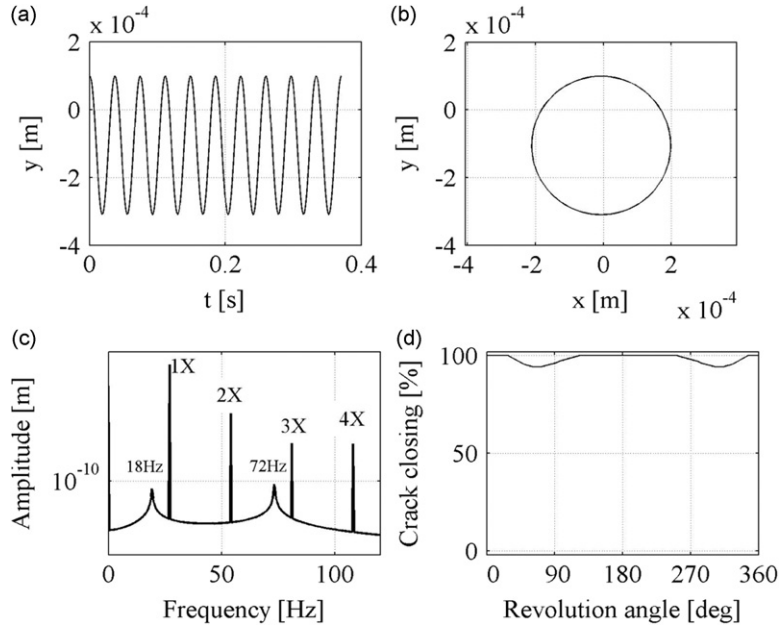 (a)
x 10⁻⁴
2
0
-2
-4
y [m]
0
0.2
0.4
t [s]
(b)
x 10⁻⁴
2
0
-2
-4
y [m]
-4
-2
0
2
x [m]
x 10⁻⁴
(c)
Amplitude [m]
10⁻¹⁰
18Hz
1X
2X
72Hz
3X
4X
0
50
100
Frequency [Hz]
(d)
Crack closing [%]
100
50
0
0
90
180
270
360
Revolution angle [deg]